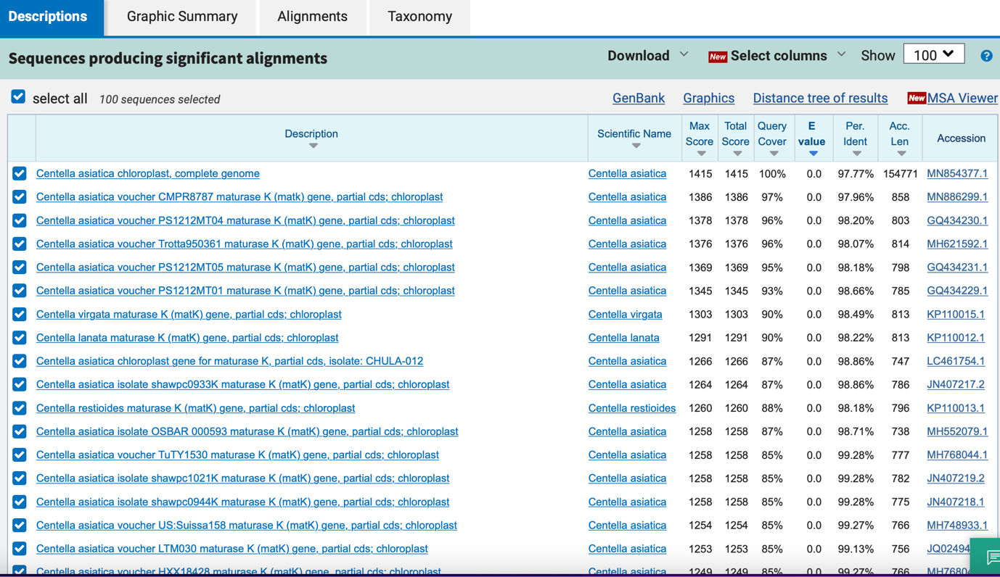 Descriptions Graphic Summary Alignments Taxonomy
Sequences producing significant alignments Download New Select columns Show 100 ?
select all 100 sequences selected GenBank Graphics Distance tree of results New MSA Viewer
Description Scientific Name Max Score Total Score Query Cover E value Per. Ident Acc. Len Accession
Centella asiatica chloroplast, complete genome Centella asiatica 1415 1415 100% 0.0 97.77% 154771 MN854377.1
Centella asiatica voucher CMPR8787 maturase K (matk) gene, partial cds; chloroplast Centella asiatica 1386 1386 97% 0.0 97.96% 858 MN886299.1
Centella asiatica voucher PS1212MT04 maturase K (matK) gene, partial cds; chloroplast Centella asiatica 1378 1378 96% 0.0 98.20% 803 GQ434230.1
Centella asiatica voucher Trotta950361 maturase K (matK) gene, partial cds; chloroplast Centella asiatica 1376 1376 96% 0.0 98.07% 814 MH621592.1
Centella asiatica voucher PS1212MT05 maturase K (matK) gene, partial cds; chloroplast Centella asiatica 1369 1369 95% 0.0 98.18% 798 GQ434231.1
Centella asiatica voucher PS1212MT01 maturase K (matK) gene, partial cds; chloroplast Centella asiatica 1345 1345 93% 0.0 98.66% 785 GQ434229.1
Centella virgata maturase K (matK) gene, partial cds; chloroplast Centella virgata 1303 1303 90% 0.0 98.49% 813 KP110015.1
Centella lanata maturase K (matK) gene, partial cds; chloroplast Centella lanata 1291 1291 90% 0.0 98.22% 813 KP110012.1
Centella asiatica chloroplast gene for maturase K, partial cds, isolate: CHULA-012 Centella asiatica 1266 1266 87% 0.0 98.86% 747 LC461754.1
Centella asiatica isolate shawpc0933K maturase K (matK) gene, partial cds; chloroplast Centella asiatica 1264 1264 87% 0.0 98.86% 786 JN407217.2
Centella restioides maturase K (matK) gene, partial cds; chloroplast Centella restioides 1260 1260 88% 0.0 98.18% 796 KP110013.1
Centella asiatica isolate OSBAR 000593 maturase K (matK) gene, partial cds; chloroplast Centella asiatica 1258 1258 87% 0.0 98.71% 738 MH552079.1
Centella asiatica voucher TuTY1530 maturase K (matK) gene, partial cds; chloroplast Centella asiatica 1258 1258 85% 0.0 99.28% 777 MH768044.1
Centella asiatica isolate shawpc1021K maturase K (matK) gene, partial cds; chloroplast Centella asiatica 1258 1258 85% 0.0 99.28% 782 JN407219.2
Centella asiatica isolate shawpc0944K maturase K (matK) gene, partial cds; chloroplast Centella asiatica 1258 1258 85% 0.0 99.28% 775 JN407218.1
Centella asiatica voucher US:Suissa158 maturase K (matK) gene, partial cds; chloroplast Centella asiatica 1254 1254 85% 0.0 99.27% 766 MH748933.1
Centella asiatica voucher LTM030 maturase K (matK) gene, partial cds; chloroplast Centella asiatica 1253 1253 85% 0.0 99.13% 756 JQ02494
Centella asiatica voucher HXX18428 maturase K (matK) gene, partial cds; chloroplast Centella asiatica 1249 1249 85% 0.0 99.27% 766